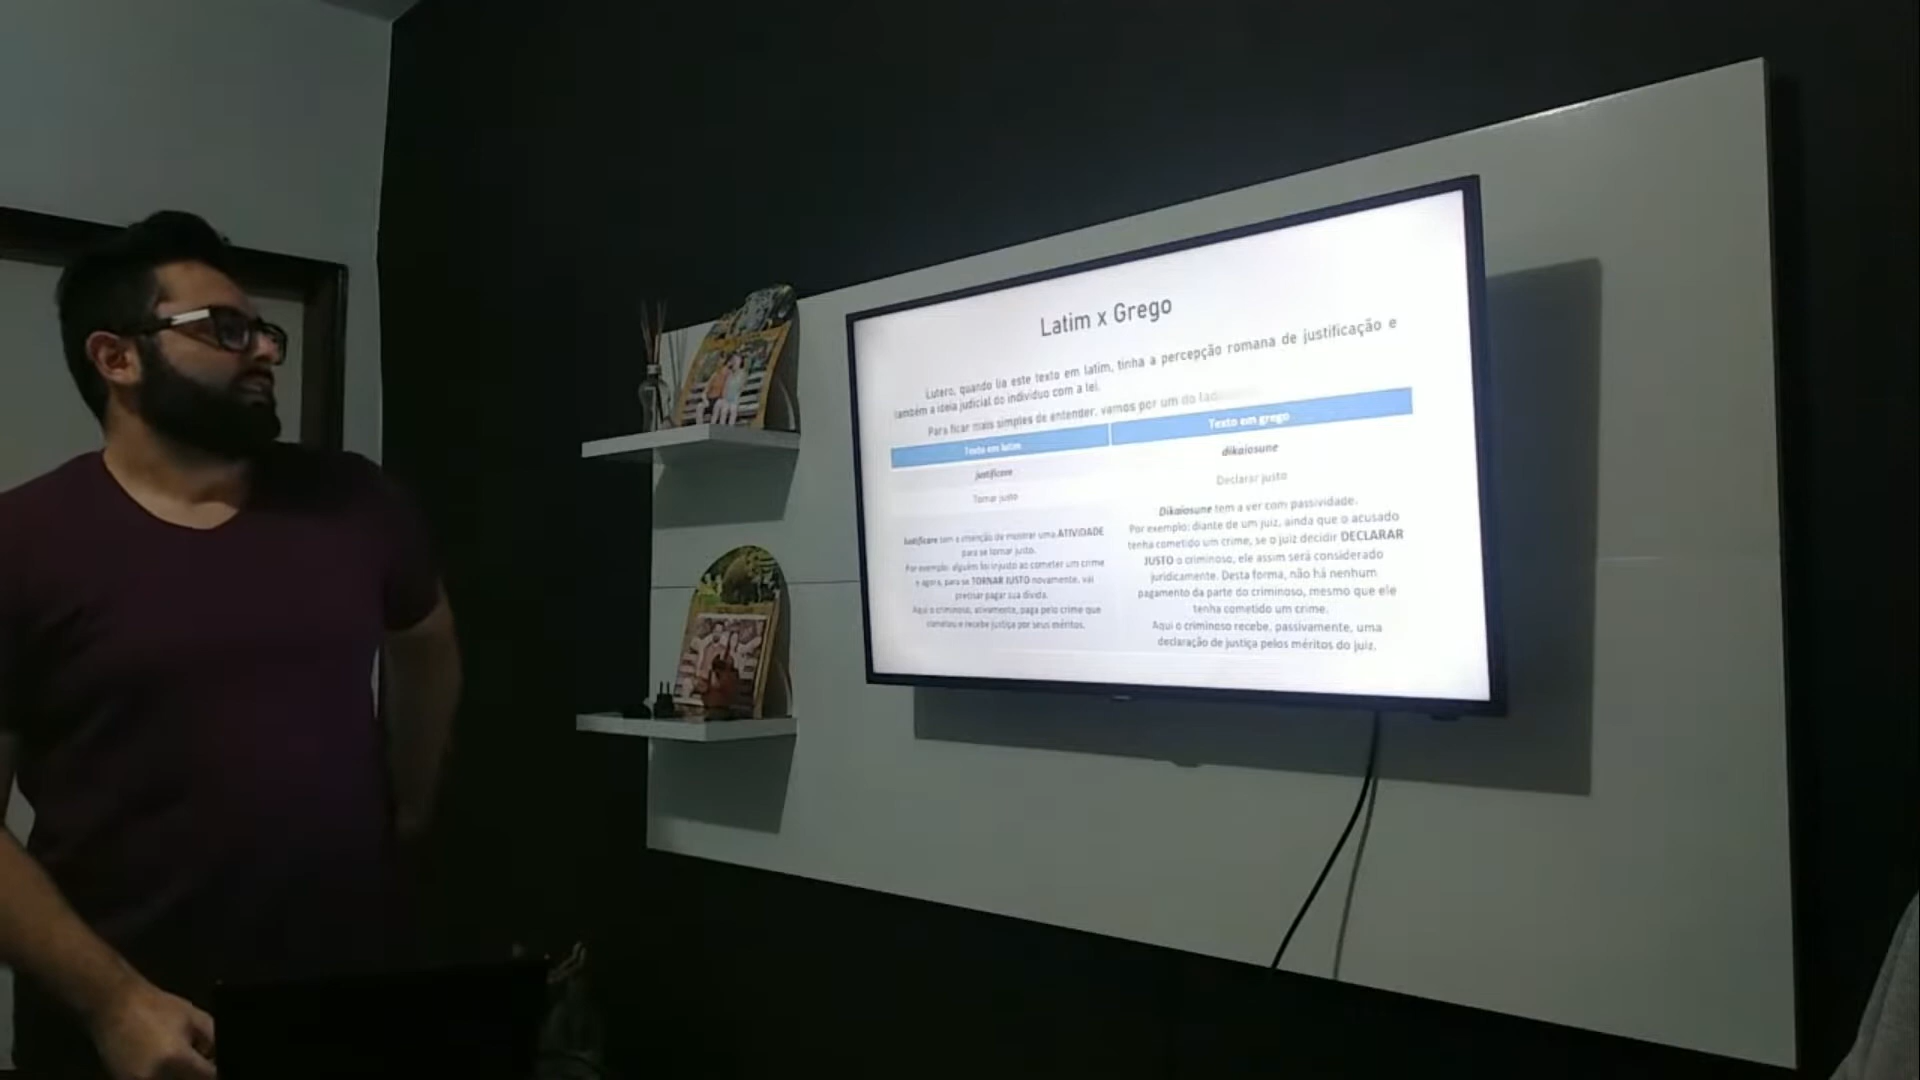 Latim x Grego
Lutero, quando lia este texto em latim, tinha a percepção romana de justificação e
também a ideia judicial do indivíduo com a lei.
Para ficar mais simples de entender, vamos por um do lado
Texto em latim
justificare
Tornar justo
Justificare tem a intenção de mostrar uma ATIVIDADE
para se tornar justo.
Por exemplo: alguém foi injusto ao cometer um crime
e agora, para se TORNAR JUSTO novamente, vai
precisar pagar sua dívida.
Aqui o criminoso, ativamente, paga pelo crime que
cometeu e recebe justiça por seus méritos.
Texto em grego
dikaiosune
Declarar justo
Dikaiosune tem a ver com passividade.
Por exemplo: diante de um juiz, ainda que o acusado
tenha cometido um crime, se o juiz decidir DECLARAR
JUSTO o criminoso, ele assim será considerado
juridicamente. Desta forma, não há nenhum
pagamento da parte do criminoso, mesmo que ele
tenha cometido um crime.
Aqui o criminoso recebe, passivamente, uma
declaração de justiça pelos méritos do juiz.